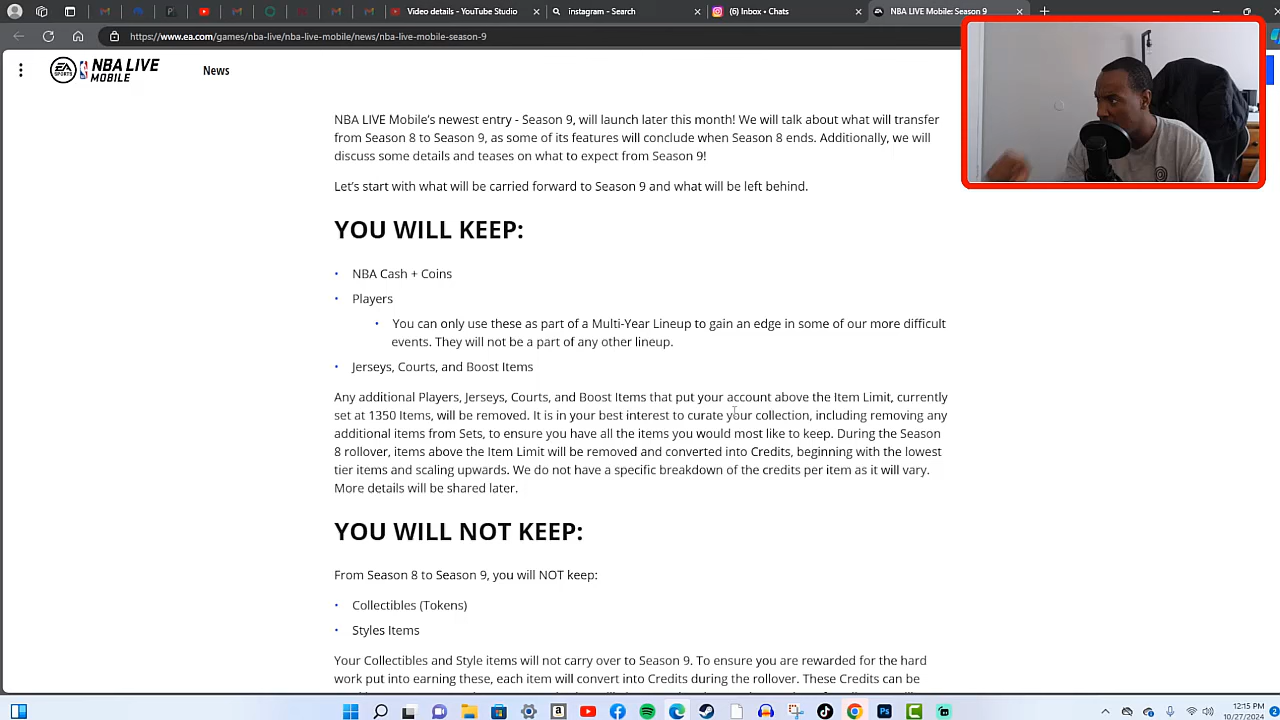 Video details - YouTube Studio
instagram - Search
(6) Inbox • Chats
NBA LIVE Mobile: Season 9
https://www.ea.com/games/nba-live/nba-live-mobile/news/nba-live-mobile-season-9
EA SPORTS NBA LIVE MOBILE
News
NBA LIVE Mobile's newest entry - Season 9, will launch later this month! We will talk about what will transfer
from Season 8 to Season 9, as some of its features will conclude when Season 8 ends. Additionally, we will
discuss some details and teases on what to expect from Season 9!
Let's start with what will be carried forward to Season 9 and what will be left behind.
YOU WILL KEEP:
• NBA Cash + Coins
• Players
• You can only use these as part of a Multi-Year Lineup to gain an edge in some of our more difficult
events. They will not be a part of any other lineup.
• Jerseys, Courts, and Boost Items
Any additional Players, Jerseys, Courts, and Boost Items that put your account above the Item Limit, currently
set at 1350 Items, will be removed. It is in your best interest to curate your collection, including removing any
additional items from Sets, to ensure you have all the items you would most like to keep. During the Season
8 rollover, items above the Item Limit will be removed and converted into Credits, beginning with the lowest
tier items and scaling upwards. We do not have a specific breakdown of the credits per item as it will vary.
More details will be shared later.
YOU WILL NOT KEEP:
From Season 8 to Season 9, you will NOT keep:
• Collectibles (Tokens)
• Styles Items
Your Collectibles and Style items will not carry over to Season 9. To ensure you are rewarded for the hard
work put into earning these, each item will convert into Credits during the rollover. These Credits can be
12:15 PM
10/27/2024